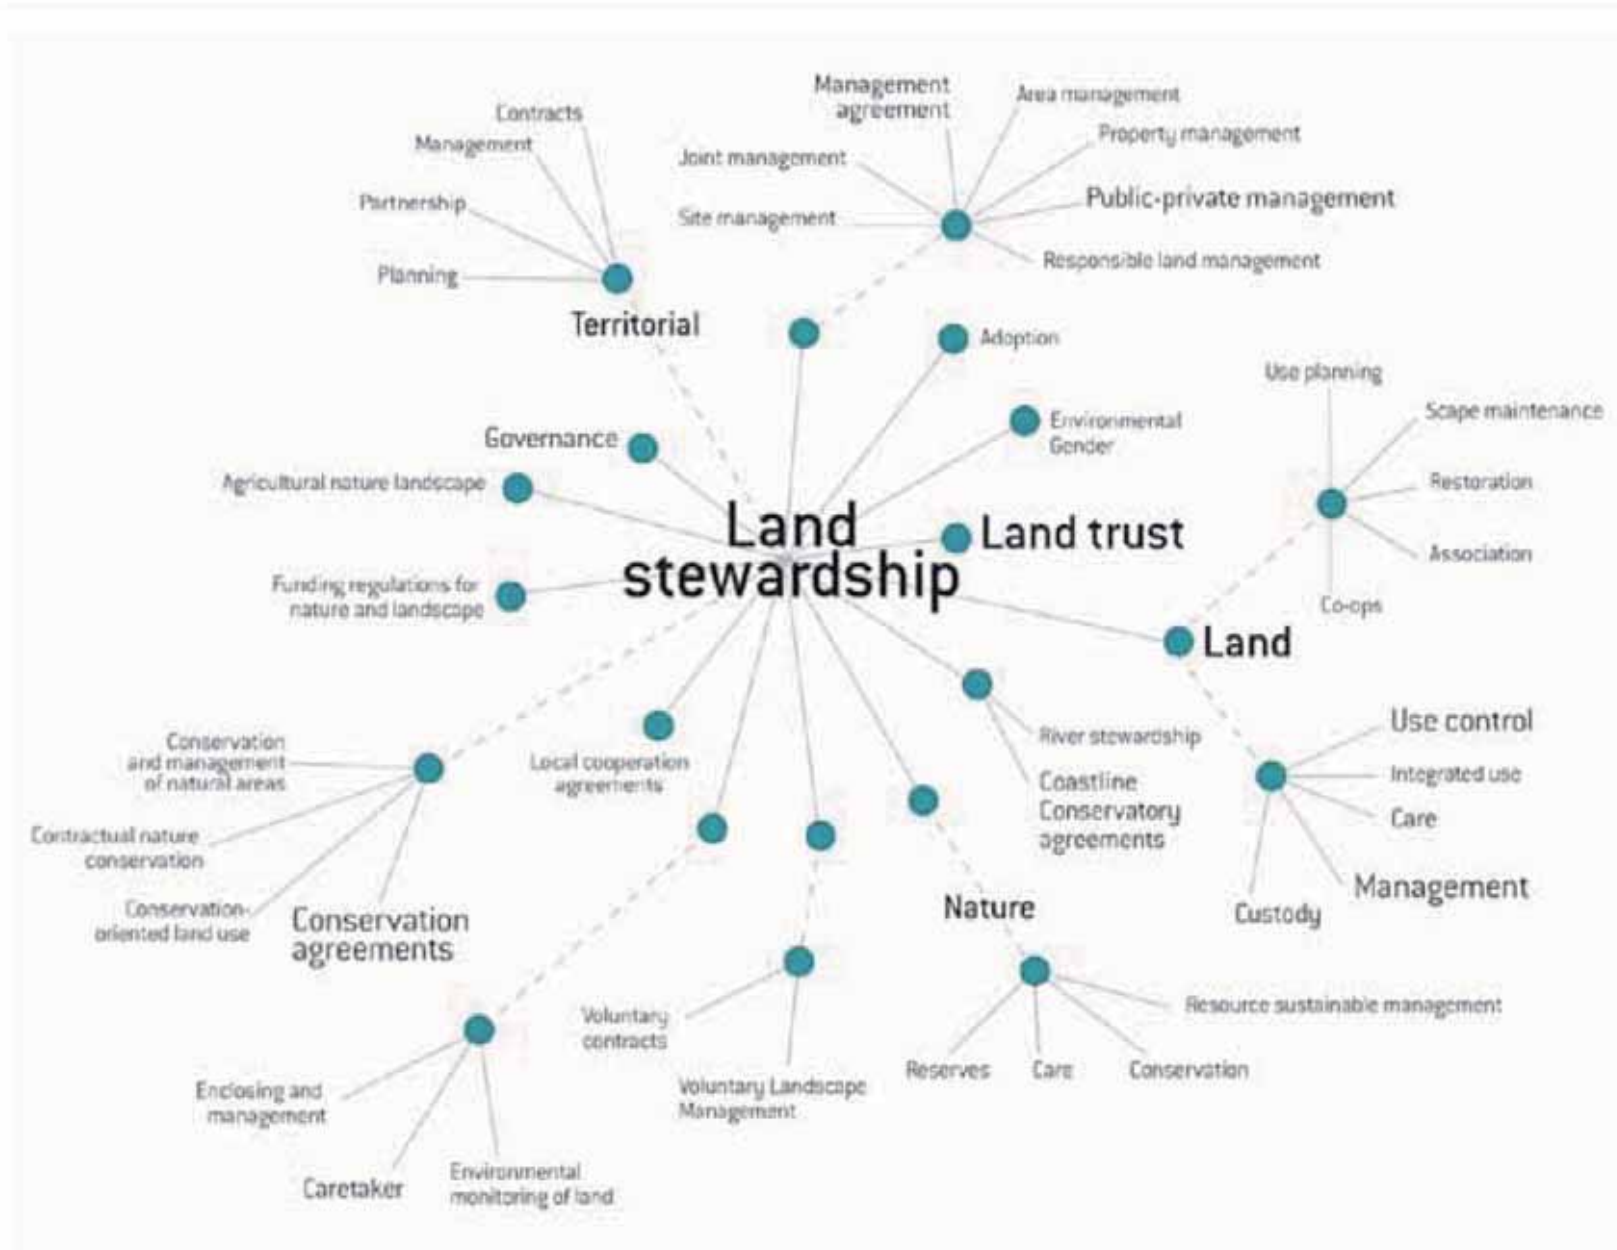 Contracts
Management
Partnership
Planning
Territorial
Management
agreement
Area management
Property management
Joint management
Public-private management
Site management
Responsible land management
Adoption
Environmental
Gender
Governance
Agricultural nature landscape
Funding regulations for
nature and landscape
Land
stewardship
Land trust
Use planning
Scape maintenance
Restoration
Association
Co-ops
Land
Use control
Integrated use
Care
Management
Custody
River stewardship
Coastline
Conservatory
agreements
Local cooperation
agreements
Conservation
and management
of natural areas
Contractual nature
conservation
Conservation-
oriented land use
Conservation
agreements
Nature
Resource sustainable management
Reserves
Care
Conservation
Voluntary
contracts
Voluntary Landscape
Management
Enclosing and
management
Caretaker
Environmental
monitoring of land